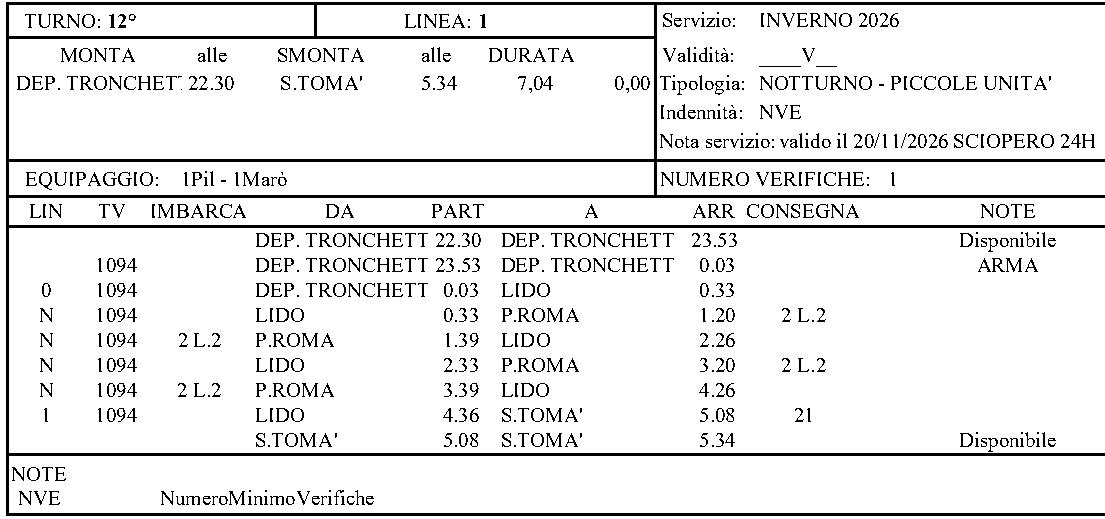 TURNO: 12° LINEA: 1 Servizio: INVERNO 2026
MONTA alle SMONTA alle DURATA Validità: ____V__
DEP. TRONCHETT 22.30 S.TOMA' 5.34 7,04 0,00 Tipologia: NOTTURNO - PICCOLE UNITA'
Indennità: NVE
Nota servizio: valido il 20/11/2026 SCIOPERO 24H
EQUIPAGGIO: 1Pil - 1Marò NUMERO VERIFICHE: 1
LIN TV IMBARCA DA PART A ARR CONSEGNA NOTE
DEP. TRONCHETT 22.30 DEP. TRONCHETT 23.53 Disponibile
1094 DEP. TRONCHETT 23.53 DEP. TRONCHETT 0.03 ARMA
0 1094 DEP. TRONCHETT 0.03 LIDO 0.33
N 1094 LIDO 0.33 P.ROMA 1.20 2 L.2
N 1094 2 L.2 P.ROMA 1.39 LIDO 2.26
N 1094 LIDO 2.33 P.ROMA 3.20 2 L.2
N 1094 2 L.2 P.ROMA 3.39 LIDO 4.26
1 1094 LIDO 4.36 S.TOMA' 5.08 21
S.TOMA' 5.08 S.TOMA' 5.34 Disponibile
NOTE
NVE NumeroMinimoVerifiche